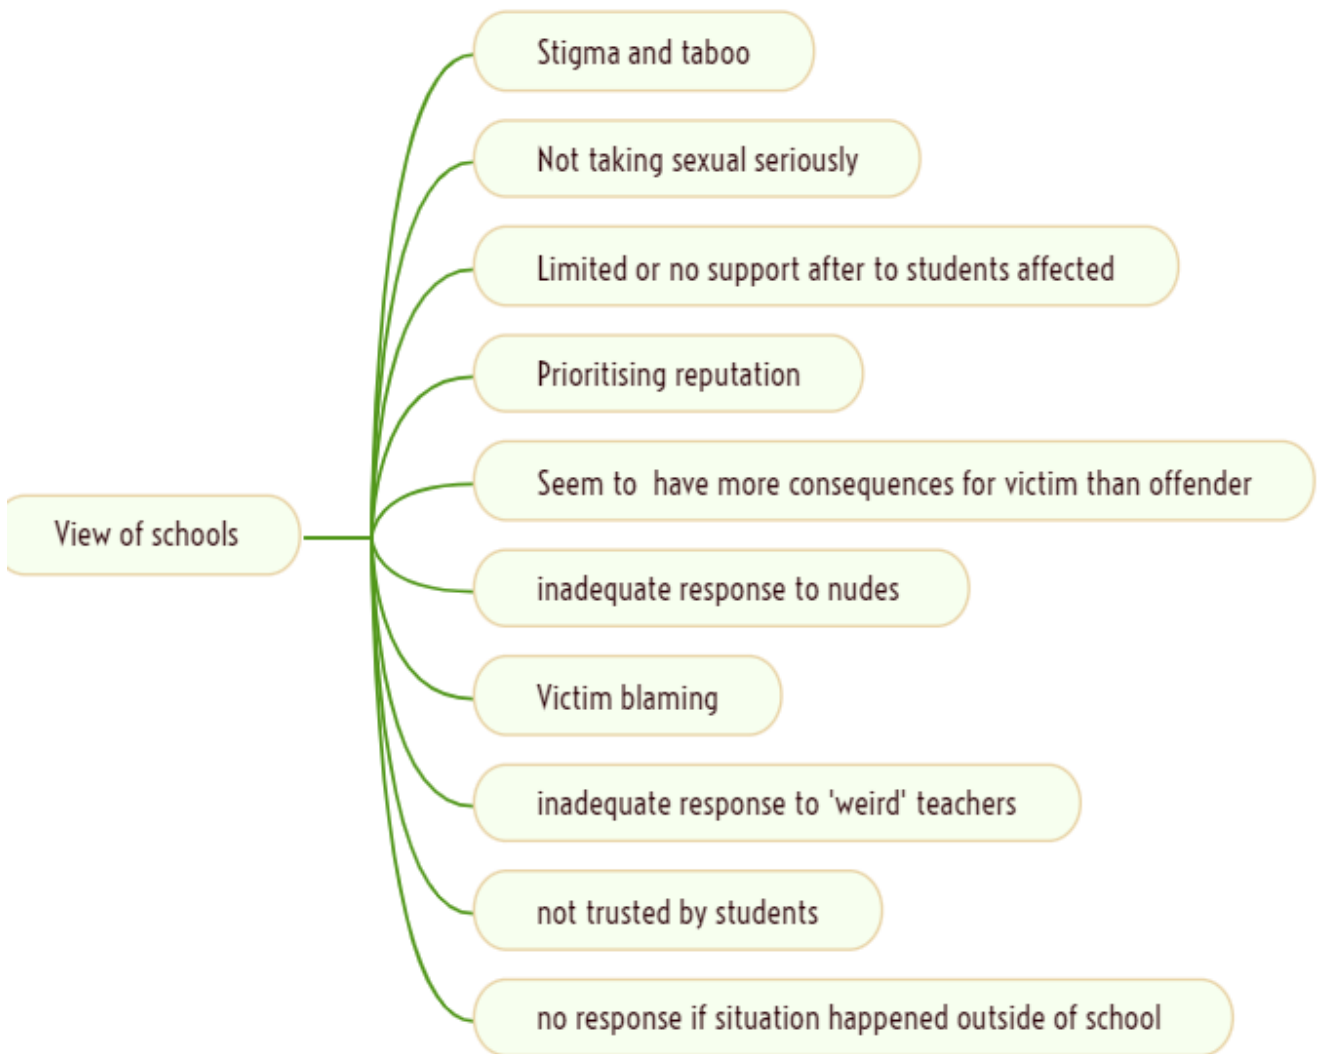 Stigma and taboo
Not taking sexual seriously
Limited or no support after to students affected
Prioritising reputation
Seem to  have more consequences for victim than offender
View of schools
inadequate response to nudes
Victim blaming
inadequate response to 'weird' teachers
not trusted by students
no response if situation happened outside of school